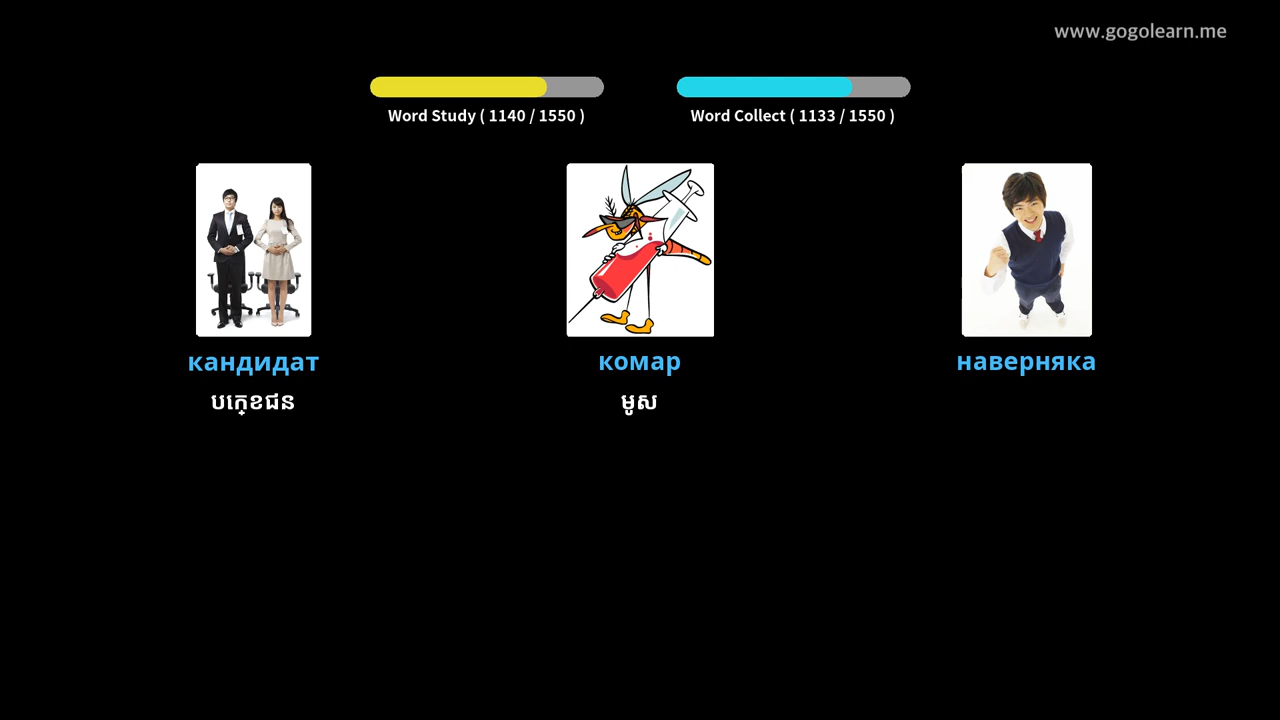 www.gogolearn.me
Word Study ( 1140 / 1550 )
Word Collect ( 1133 / 1550 )
кандидат
комар
наверняка
បេក្ខជន
មូស